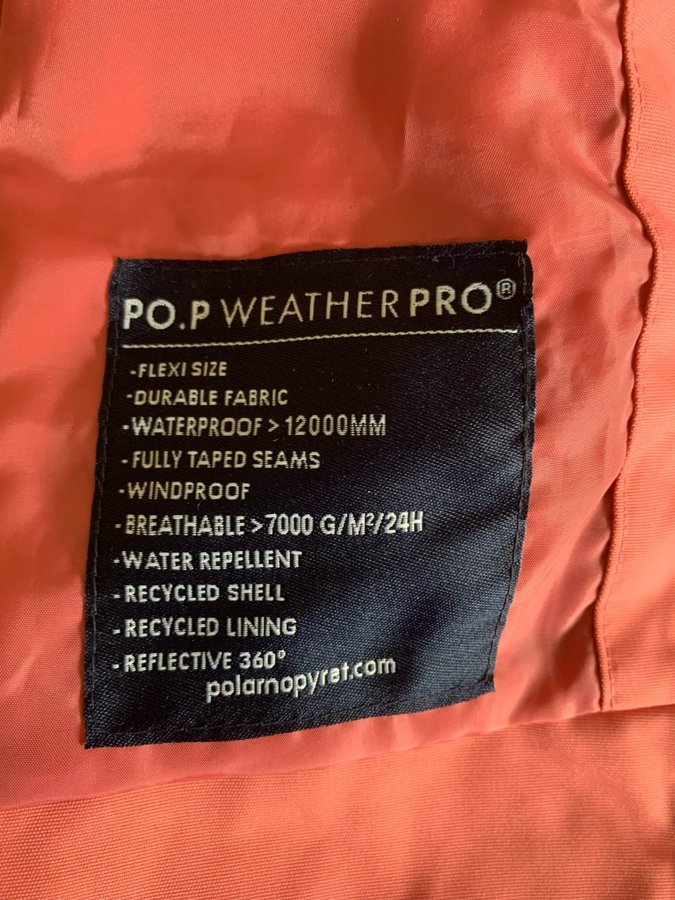 PO.P WEATHERPRO®
-FLEXI SIZE
-DURABLE FABRIC
-WATERPROOF > 12000MM
-FULLY TAPED SEAMS
-WINDPROOF
-BREATHABLE >7000 G/M²/24H
-WATER REPELLENT
-RECYCLED SHELL
-RECYCLED LINING
-REFLECTIVE 360°
polarnopyret.com